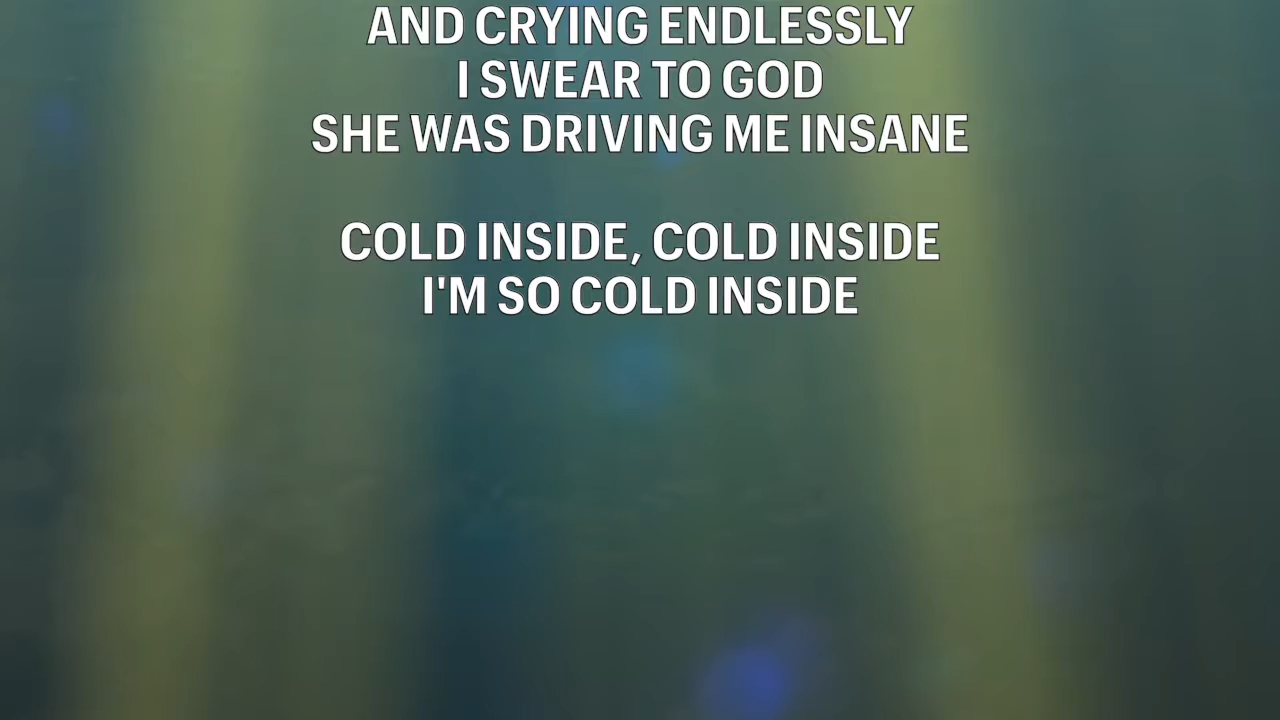 AND CRYING ENDLESSLY
I SWEAR TO GOD
SHE WAS DRIVING ME INSANE
COLD INSIDE, COLD INSIDE
I'M SO COLD INSIDE